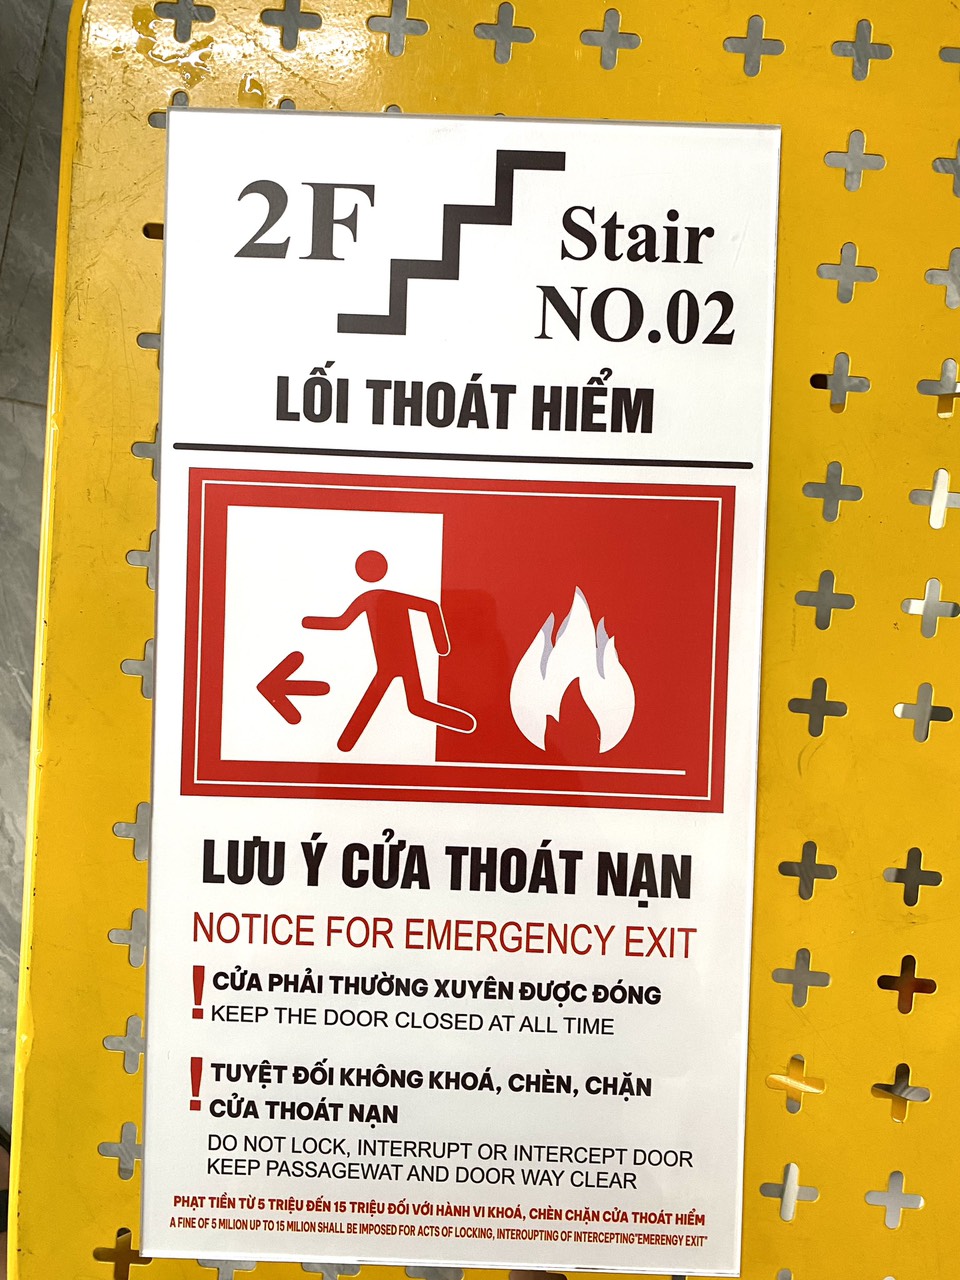 2F
Stair
NO.02
LỐI THOÁT HIỂM
LƯU Ý CỬA THOÁT NẠN
NOTICE FOR EMERGENCY EXIT
! CỬA PHẢI THƯỜNG XUYÊN ĐƯỢC ĐÓNG
KEEP THE DOOR CLOSED AT ALL TIME
! TUYỆT ĐỐI KHÔNG KHOÁ, CHÈN, CHẶN
CỬA THOÁT NẠN
DO NOT LOCK, INTERRUPT OR INTERCEPT DOOR
KEEP PASSAGEWAT AND DOOR WAY CLEAR
PHẠT TIỀN TỪ 5 TRIỆU ĐẾN 15 TRIỆU ĐỐI VỚI HÀNH VI KHOÁ, CHÈN CHẶN CỬA THOÁT HIỂM
A FINE OF 5 MILION UP TO 15 MILION SHALL BE IMPOSED FOR ACTS OF LOCKING, INTEROUPTING OF INTERCEPTING"EMERENGY EXIT"